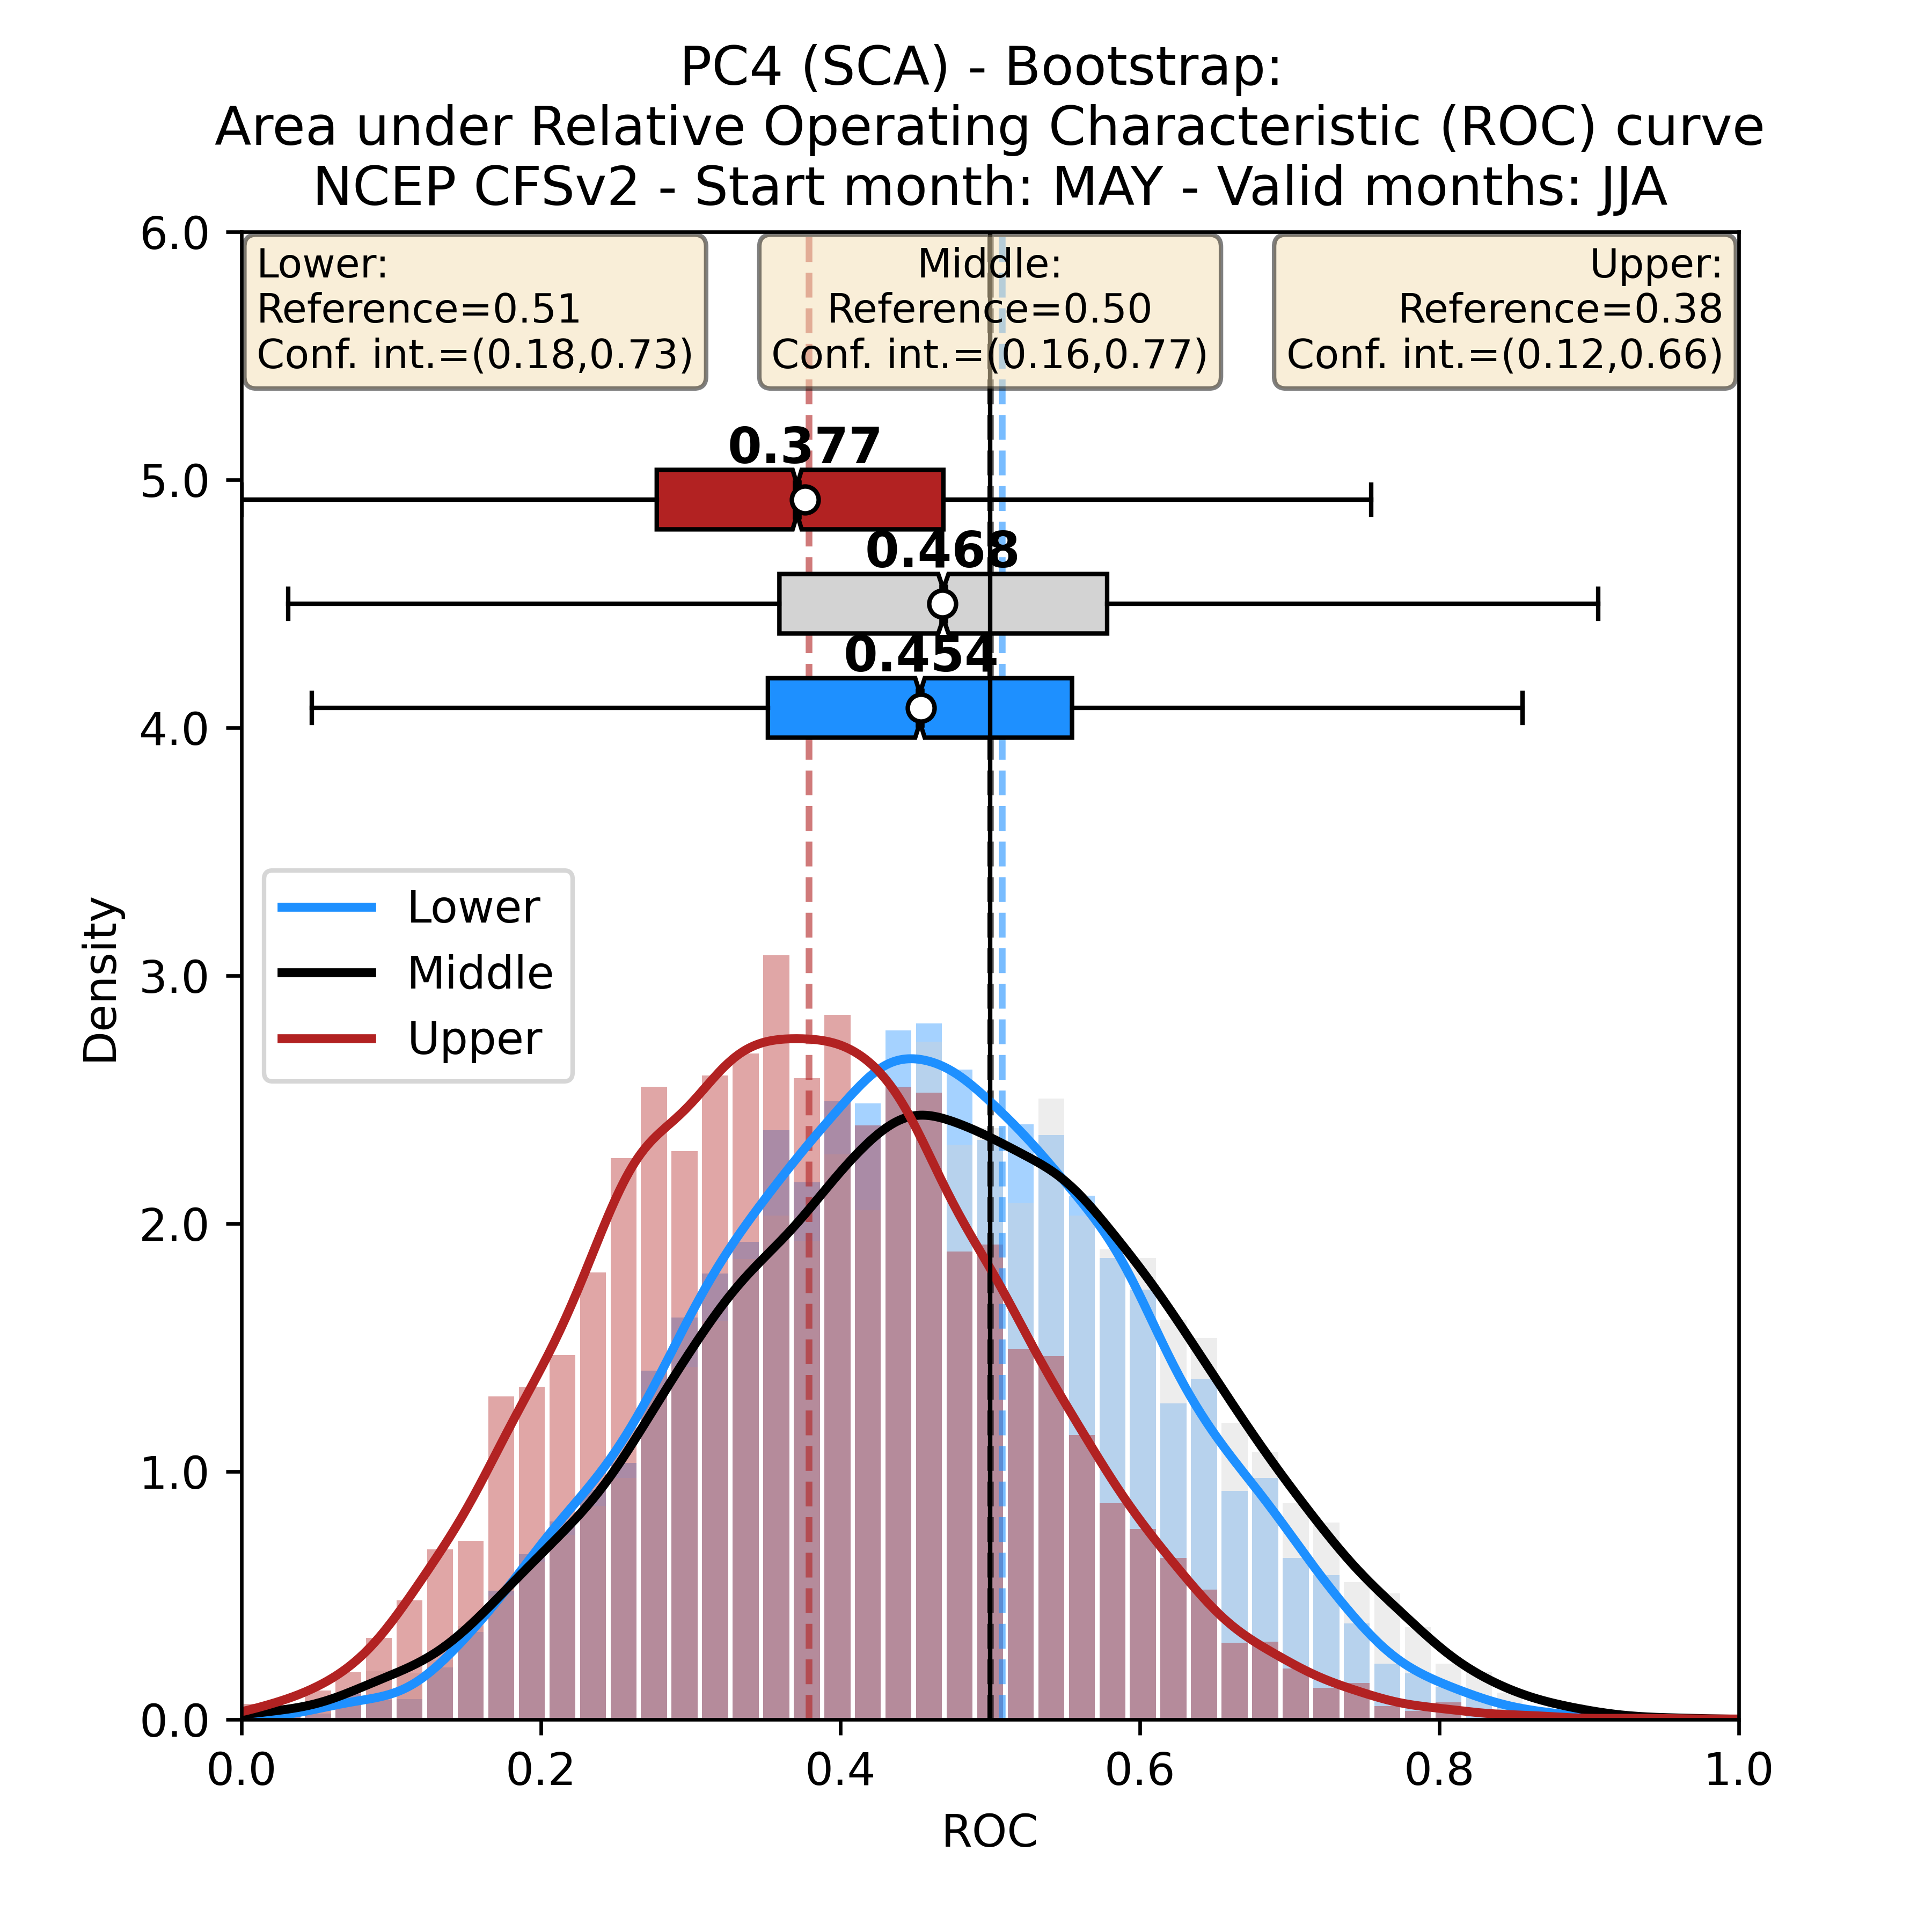 PC4 (SCA) - Bootstrap:
Area under Relative Operating Characteristic (ROC) curve
NCEP CFSv2 - Start month: MAY - Valid months: JJA
Lower:
Reference=0.51
Conf. int.=(0.18,0.73)
Middle:
Reference=0.50
Conf. int.=(0.16,0.77)
Upper:
Reference=0.38
Conf. int.=(0.12,0.66)
0.377
0.468
0.454
Lower
Middle
Upper
Density
6.0
5.0
4.0
3.0
2.0
1.0
0.0
0.0
0.2
0.4
0.6
0.8
1.0
ROC